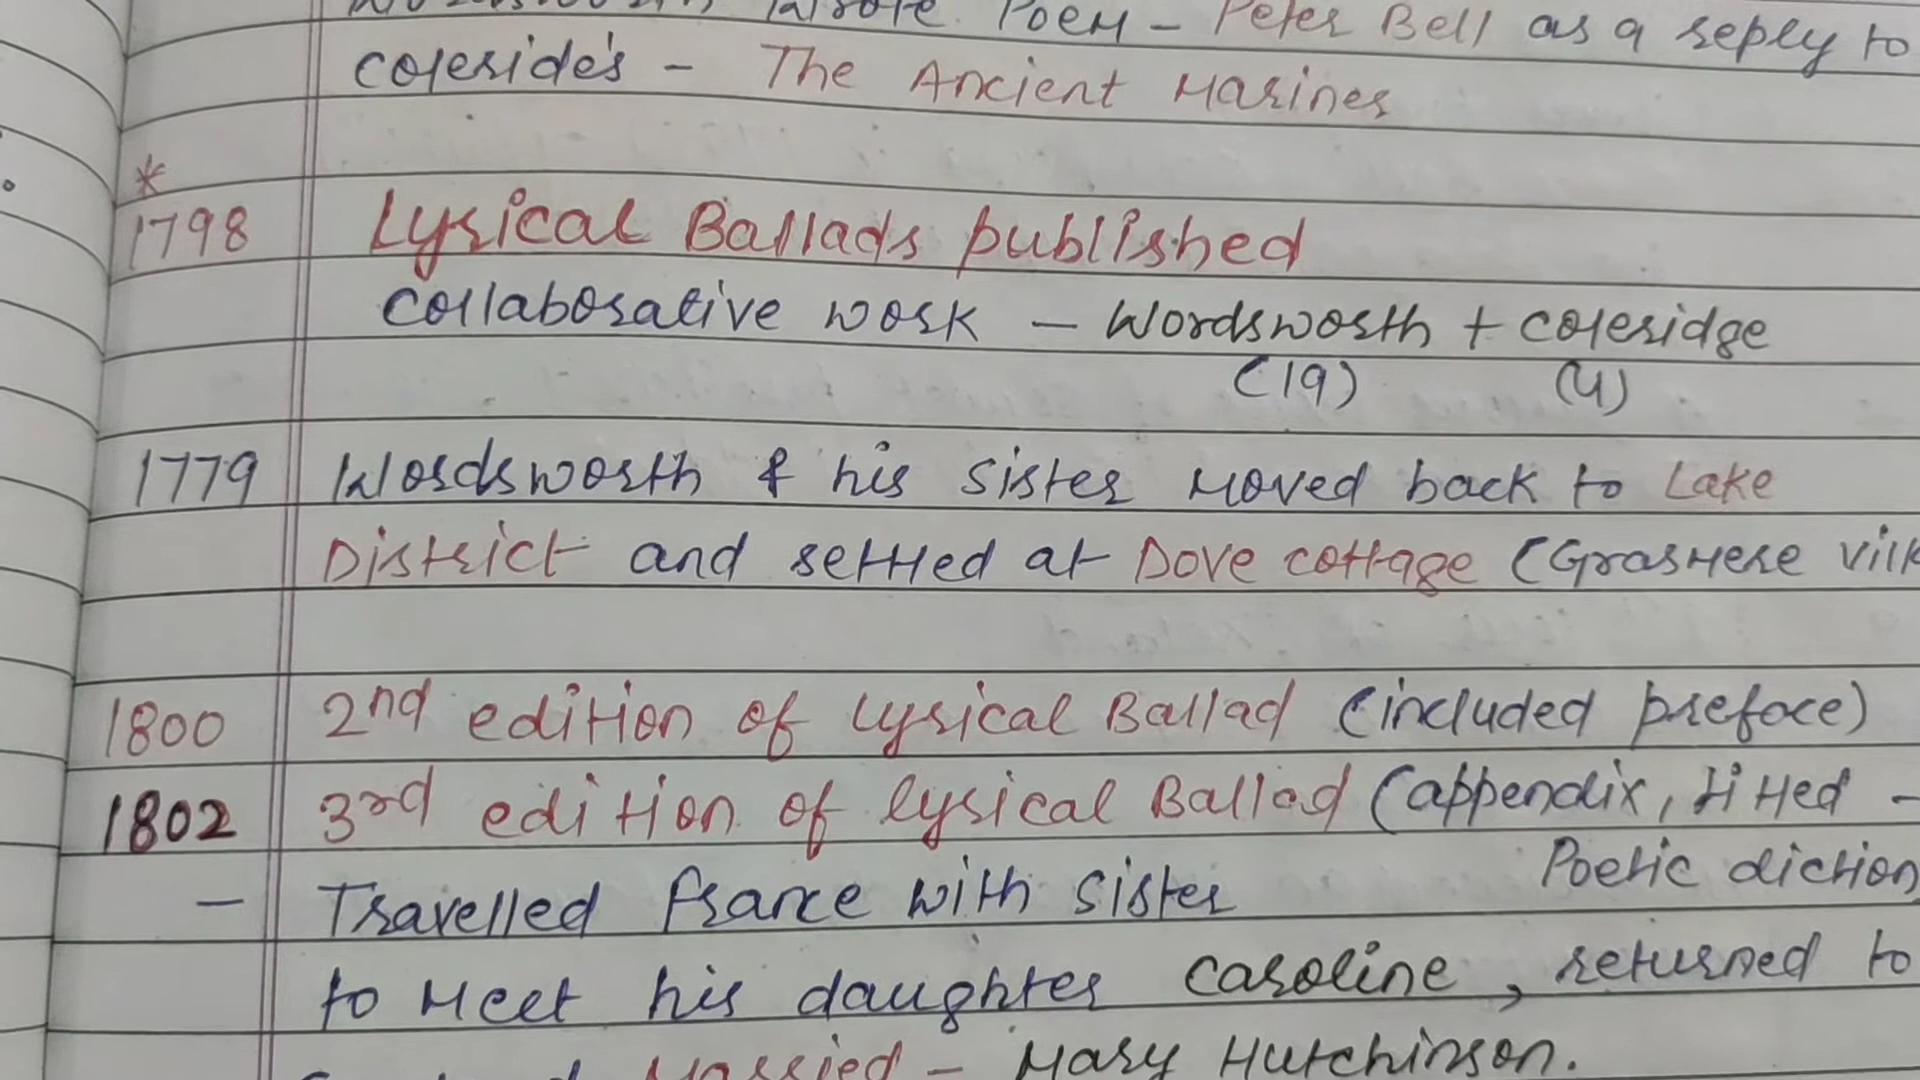 Wordsworth wrote Poem - Peter Bell as a reply to
Coleride's - The Ancient Mariner
*
1798 Lyrical Ballads published
Collaborative work - Wordsworth + Coleridge
(19) (4)
1779 Wordsworth & his sister moved back to Lake
District and settled at Dove cottage (Grasmere
1800 2nd edition of Lyrical Ballad (included preface)
1802 3rd edition of lyrical Ballad (appendix, titled -
Poetic diction
- Travelled france with sister
to meet his daughter Caroline, returned to
Married - Mary Hutchinson.